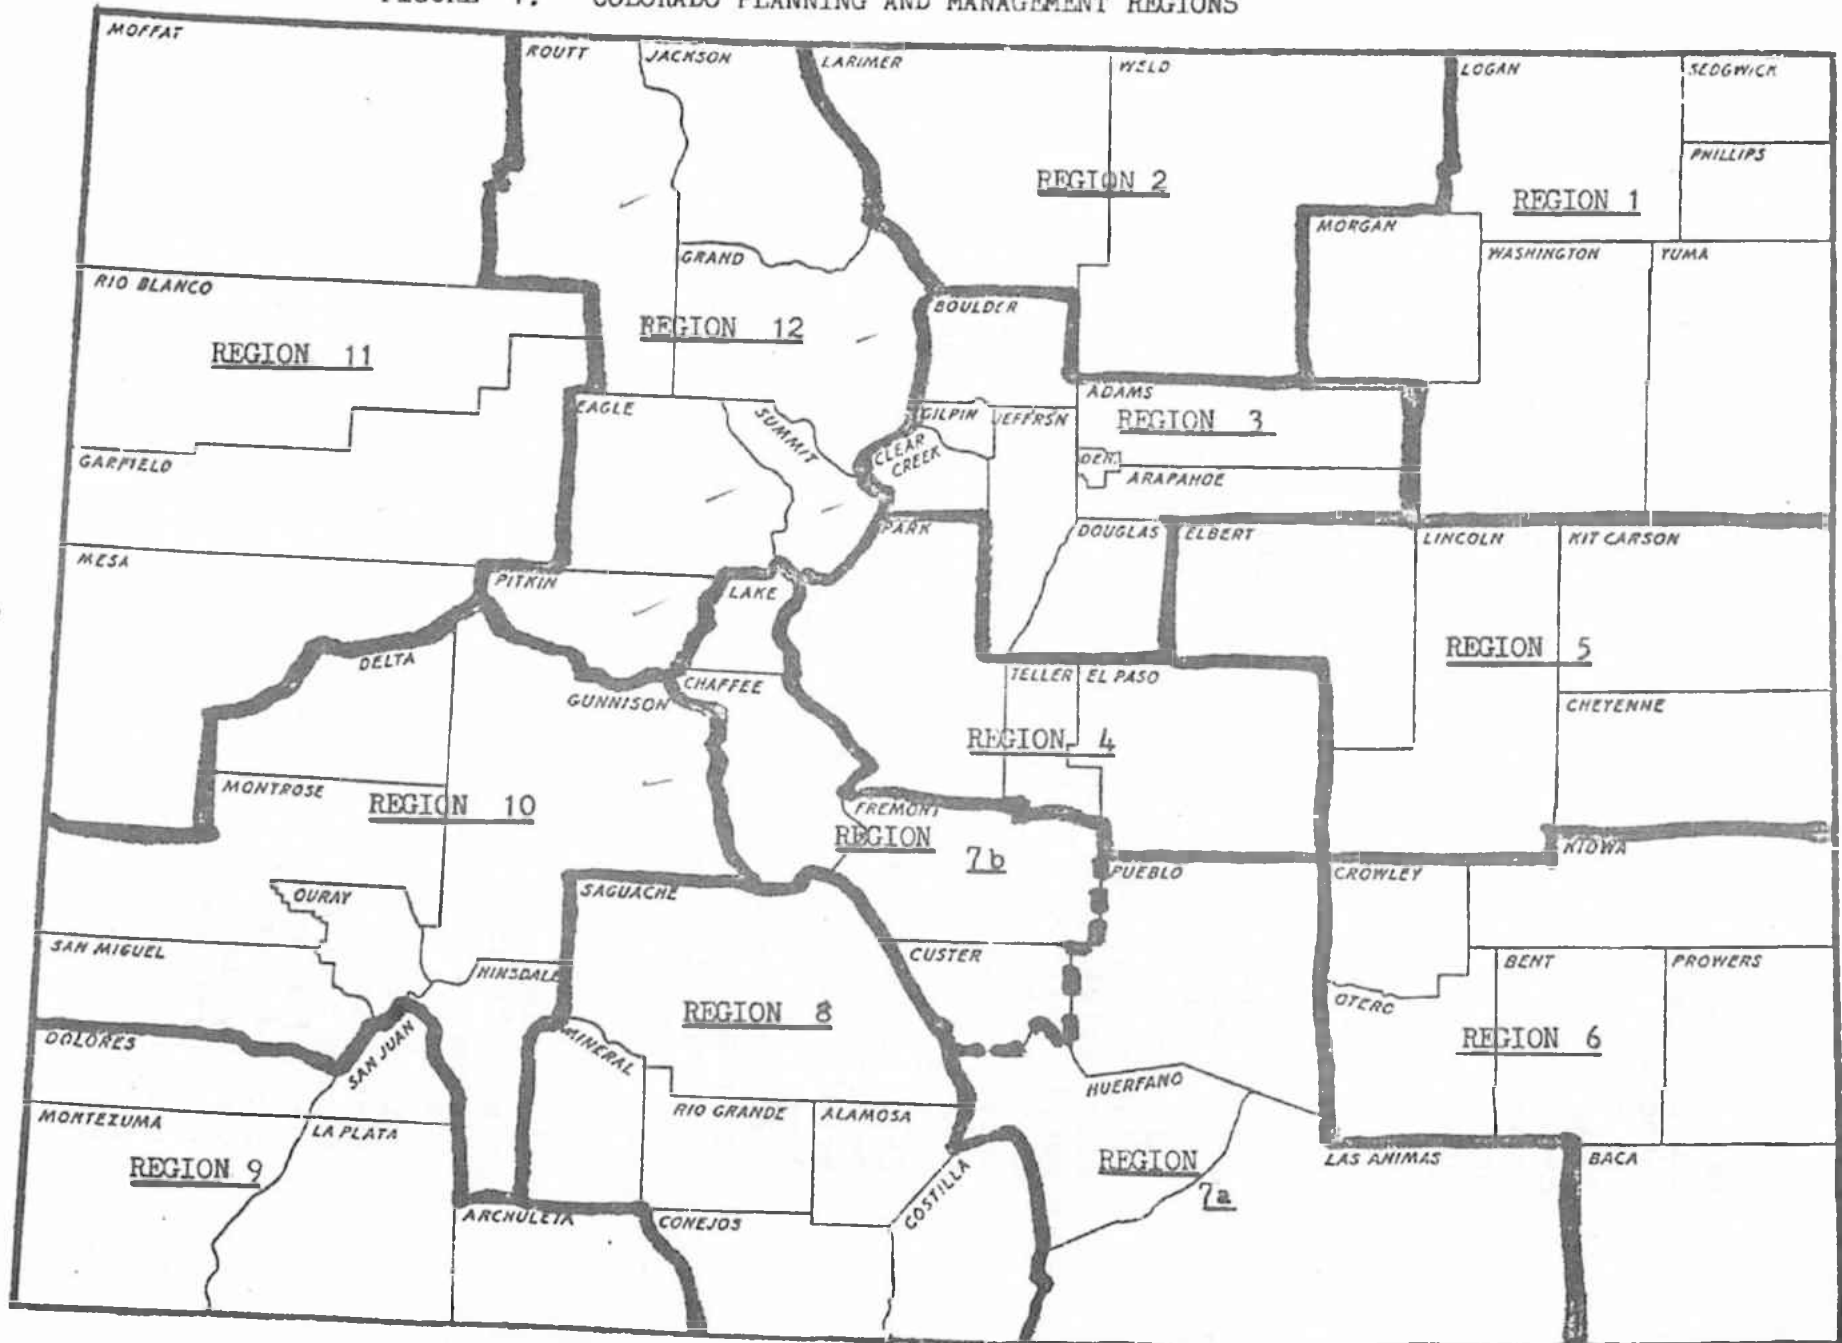 COLORADO PLANNING AND MANAGEMENT REGIONS
MOFFAT
ROUTT
JACKSON
LARIMER
WELD
LOGAN
SEDGWICK
PHILLIPS
REGION 2
REGION 1
MORGAN
GRAND
WASHINGTON
YUMA
RIO BLANCO
BOULDER
REGION 12
REGION 11
ADAMS
EAGLE
SUMMIT
GILPIN
JEFFRSN
REGION 3
CLEAR
CREEK
DEN.
GARFIELD
ARAPAHOE
PARK
DOUGLAS
ELBERT
LINCOLN
KIT CARSON
MESA
PITKIN
LAKE
REGION 5
DELTA
TELLER
EL PASO
CHAFFEE
GUNNISON
CHEYENNE
REGION 4
MONTROSE
REGION 10
FREMONT
REGION
7b
KIOWA
PUEBLO
CROWLEY
SAGUACHE
OURAY
SAN MIGUEL
CUSTER
BENT
PROWERS
HINSDALE
OTERO
REGION 8
REGION 6
DOLORES
SAN JUAN
MINERAL
HUERFANO
RIO GRANDE
ALAMOSA
MONTEZUMA
LA PLATA
REGION 9
REGION
7a
LAS ANIMAS
BACA
COSTILLA
ARCHULETA
CONEJOS